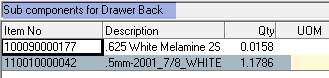 Sub components for Drawer Back
Item No Description Qty UOM
100090000177 .625 White Melamine 2S 0.0158
110010000042 .5mm-2001_7/8_WHITE 1.1786